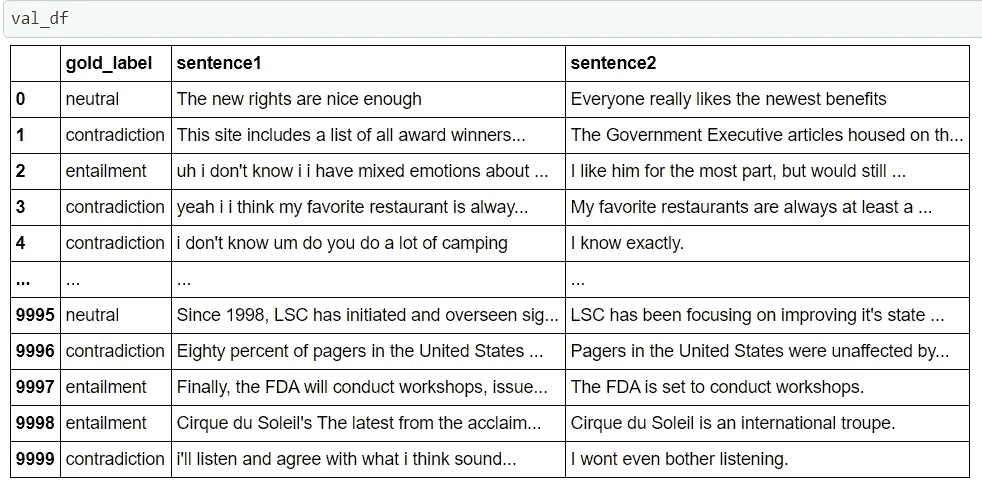 val_df
gold_label sentence1 sentence2
0 neutral The new rights are nice enough Everyone really likes the newest benefits
1 contradiction This site includes a list of all award winners... The Government Executive articles housed on th...
2 entailment uh i don't know i i have mixed emotions about ... I like him for the most part, but would still ...
3 contradiction yeah i i think my favorite restaurant is alway... My favorite restaurants are always at least a ...
4 contradiction i don't know um do you do a lot of camping I know exactly.
... ... ... ...
9995 neutral Since 1998, LSC has initiated and overseen sig... LSC has been focusing on improving it's state ...
9996 contradiction Eighty percent of pagers in the United States ... Pagers in the United States were unaffected by...
9997 entailment Finally, the FDA will conduct workshops, issue... The FDA is set to conduct workshops.
9998 entailment Cirque du Soleil's The latest from the acclaim... Cirque du Soleil is an international troupe.
9999 contradiction i'll listen and agree with what i think sound... I wont even bother listening.